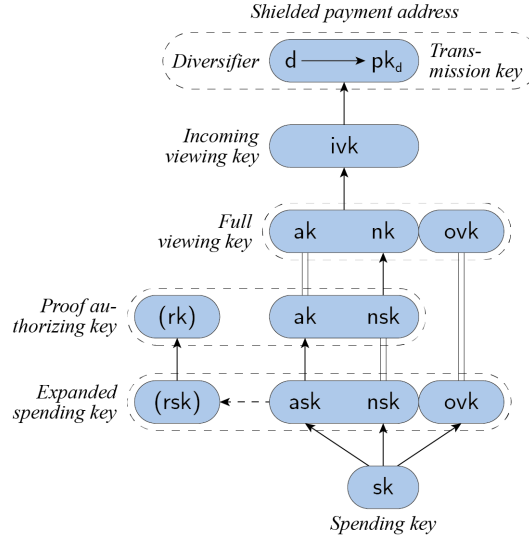 Shielded payment address
Diversifier d pk_d Trans-
mission key
Incoming
viewing key
ivk
Full
viewing key
ak nk ovk
Proof au-
thorizing key
(rk) ak nsk
Expanded
spending key
(rsk) ask nsk ovk
sk
Spending key